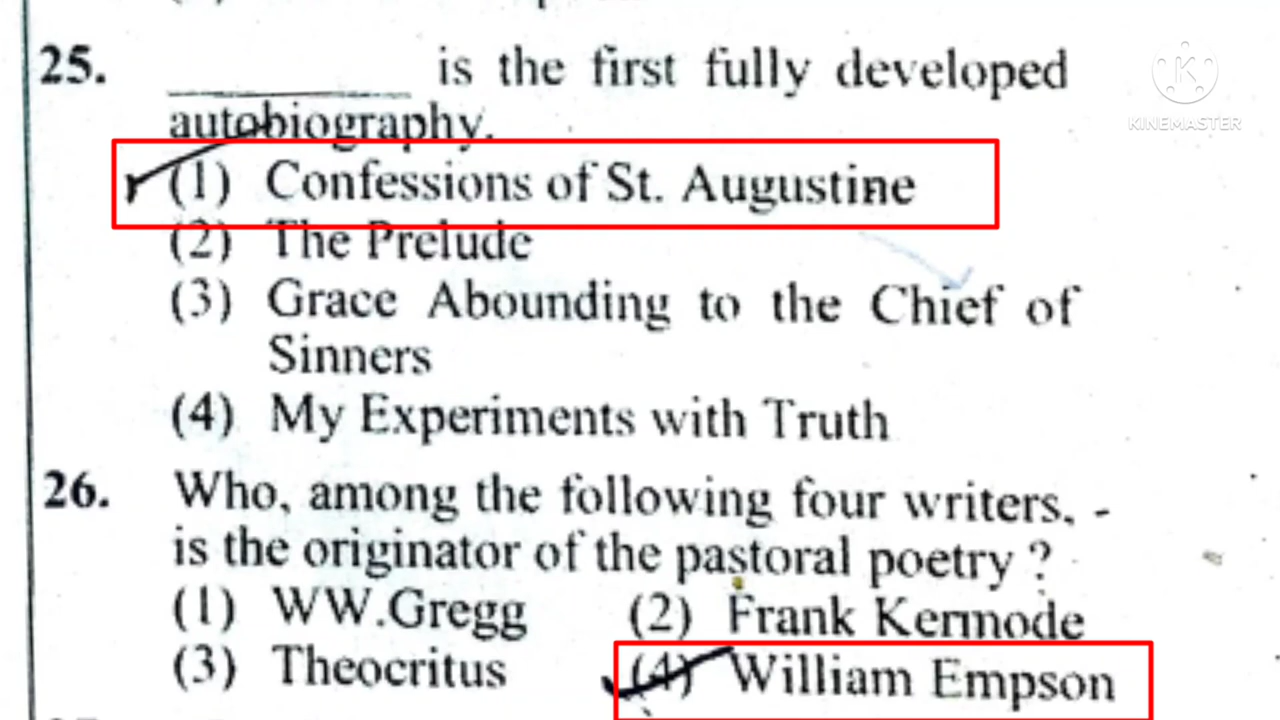 25. ________ is the first fully developed
autobiography.
(1) Confessions of St. Augustine
(2) The Prelude
(3) Grace Abounding to the Chief of
Sinners
(4) My Experiments with Truth
26. Who, among the following four writers, -
is the originator of the pastoral poetry ?
(1) WW.Gregg (2) Frank Kermode
(3) Theocritus (4) William Empson
KINEMASTER